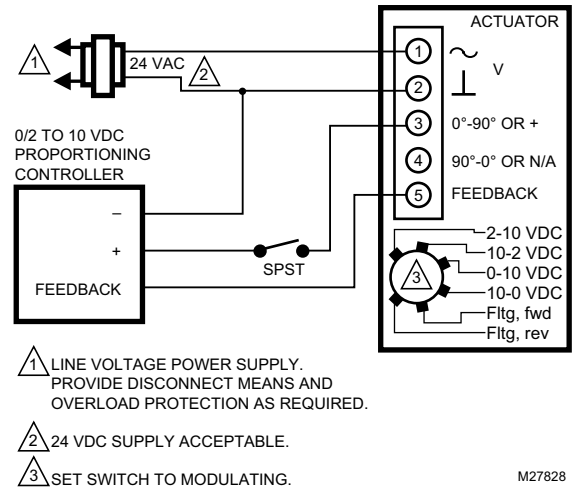 ACTUATOR
1
24 VAC
2
1
V
2
0/2 TO 10 VDC
PROPORTIONING
CONTROLLER
3
0°-90° OR +
4
90°-0° OR N/A
5
FEEDBACK
–
+
SPST
FEEDBACK
3
2-10 VDC
10-2 VDC
0-10 VDC
10-0 VDC
Fltg, fwd
Fltg, rev
1 LINE VOLTAGE POWER SUPPLY.
PROVIDE DISCONNECT MEANS AND
OVERLOAD PROTECTION AS REQUIRED.
2 24 VDC SUPPLY ACCEPTABLE.
3 SET SWITCH TO MODULATING.
M27828